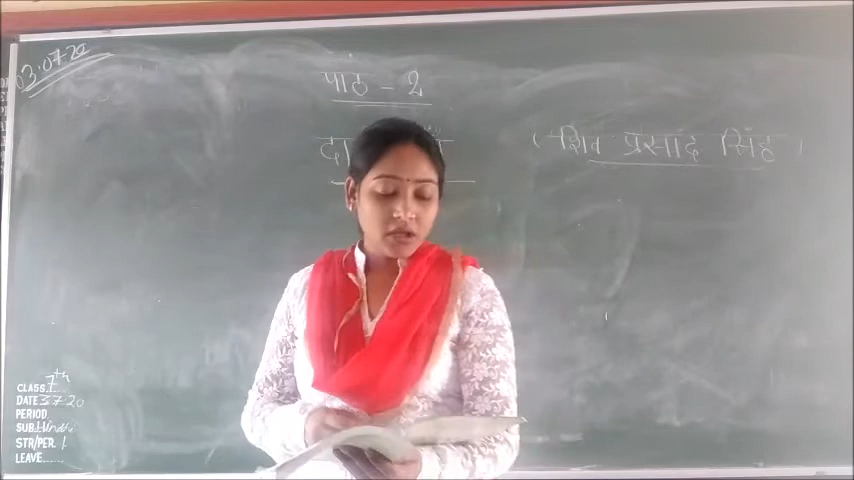 03.07.20
पाठ - 2
( शिव प्रसाद सिंह )
CLASS 7th
DATE 3-7-20
PERIOD
SUB. Hindi
STR/PER. 1
LEAVE......